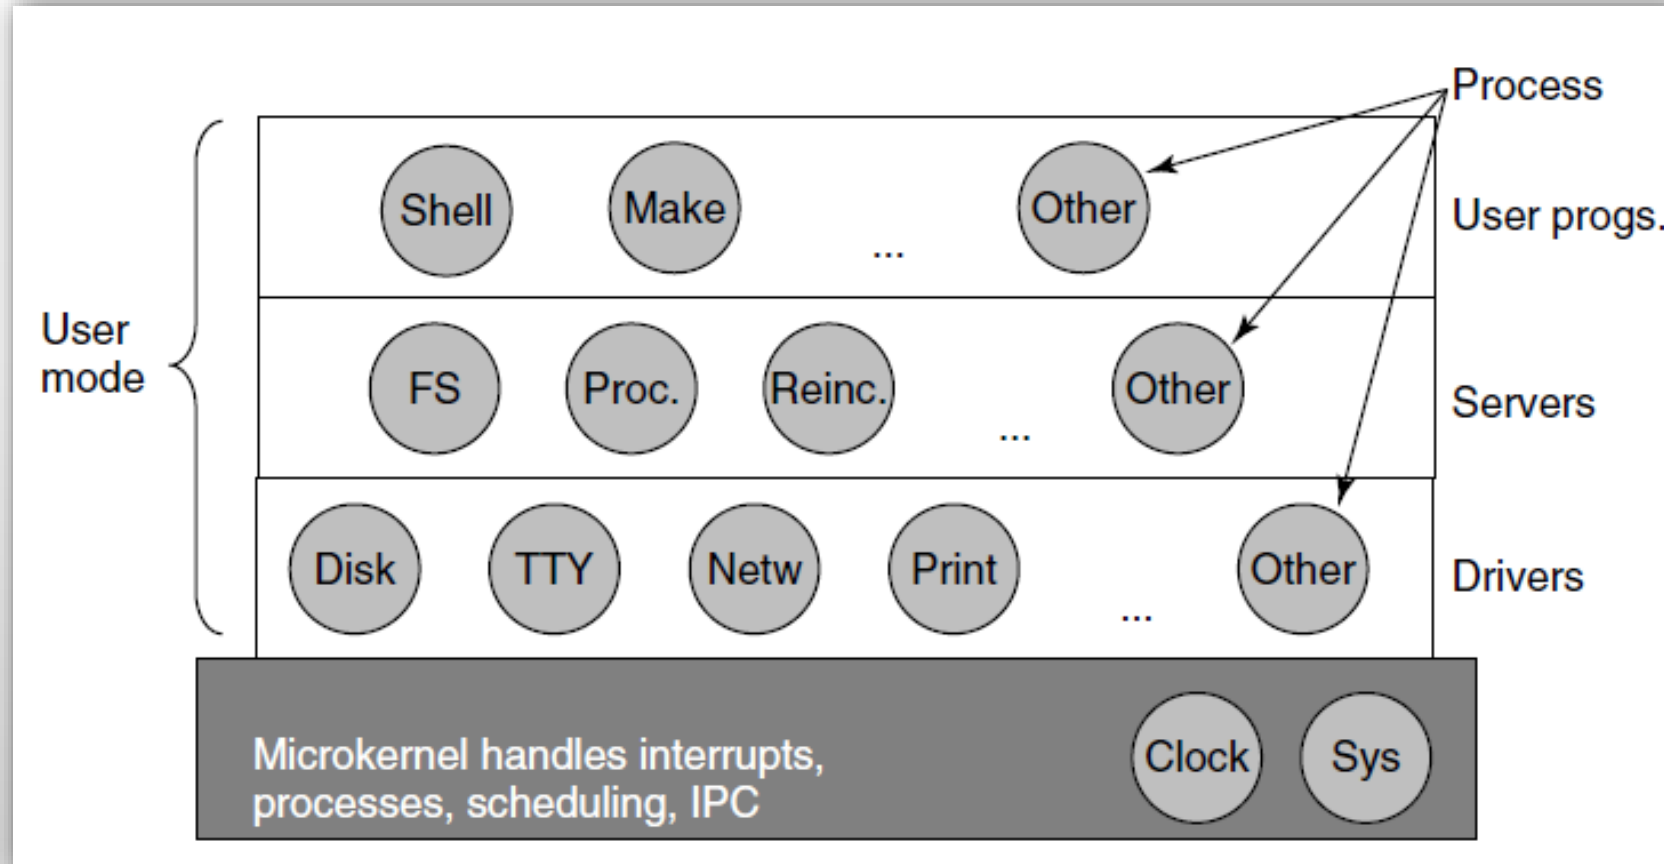 Process
Shell Make ... Other
User progs.
User
mode
FS Proc. Reinc. ... Other
Servers
Disk TTY Netw Print ... Other
Drivers
Microkernel handles interrupts,
processes, scheduling, IPC
Clock Sys